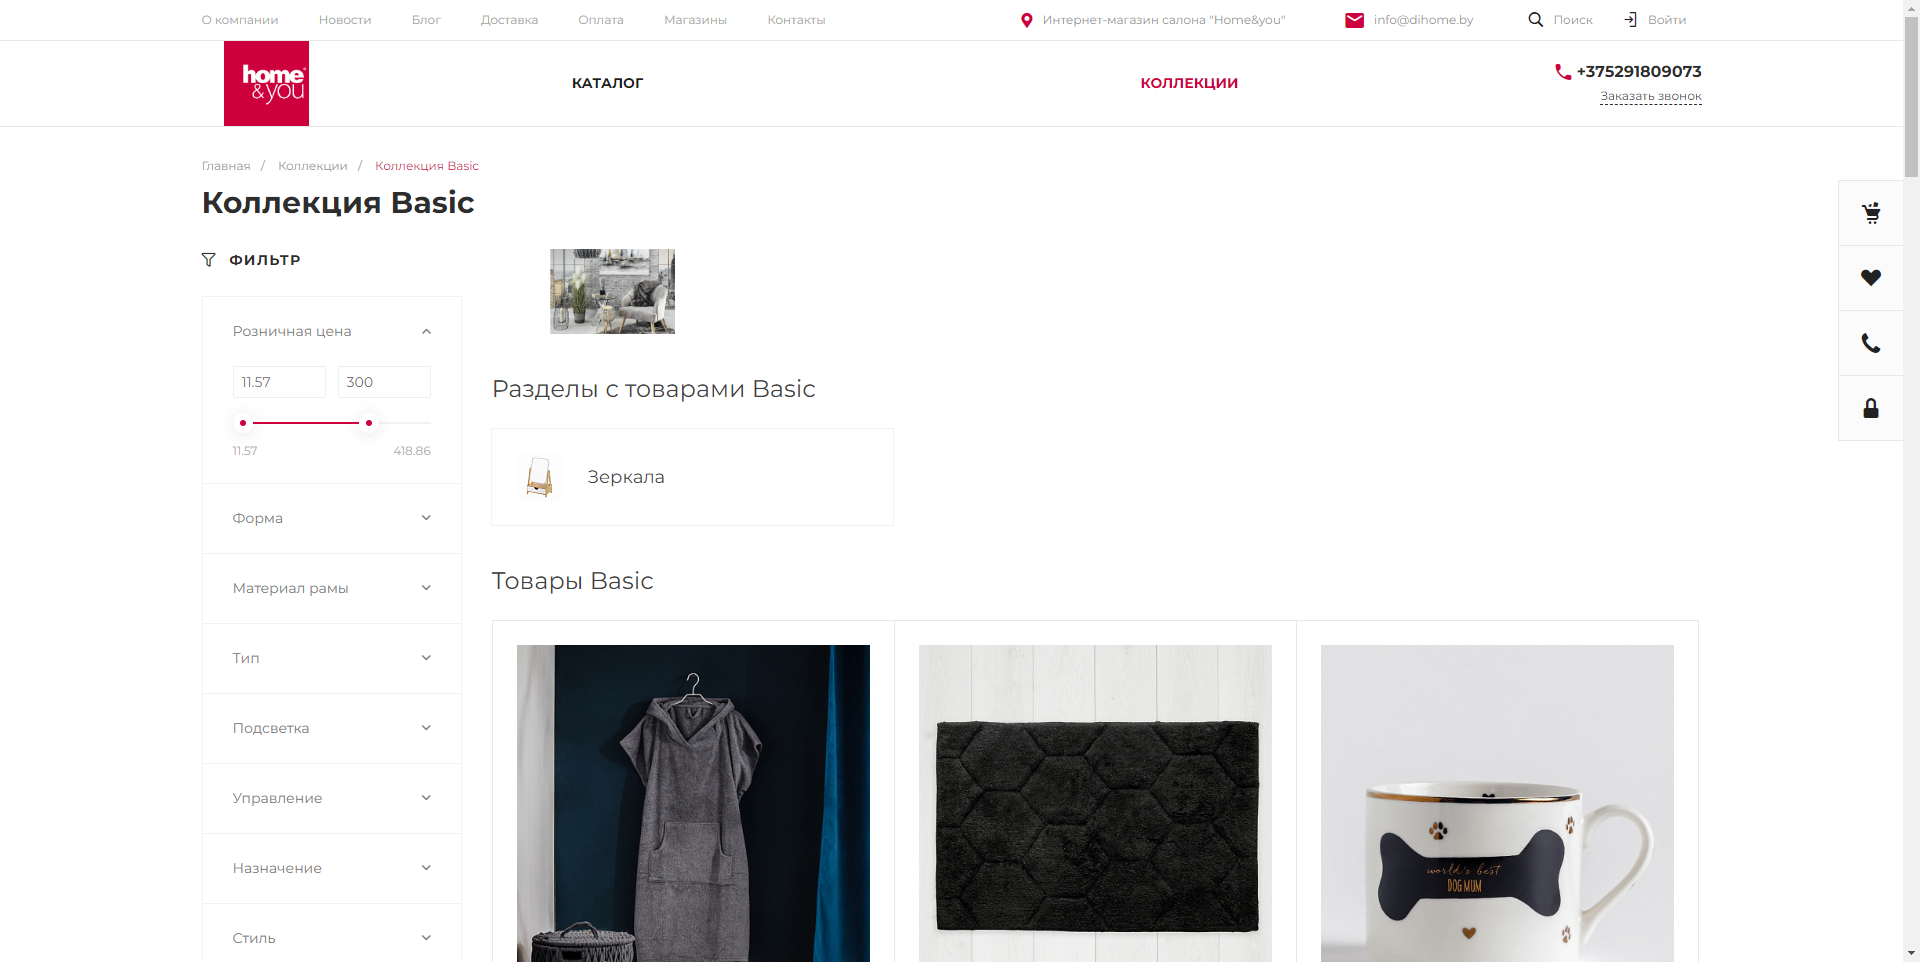 О компании Новости Блог Доставка Оплата Магазины Контакты Интернет-магазин салона "Home&you" info@dihome.by Поиск Войти
home
&you
КАТАЛОГ КОЛЛЕКЦИИ
+375291809073
Заказать звонок
Главная / Коллекции / Коллекция Basic
Коллекция Basic
ФИЛЬТР
Розничная цена
11.57 300
11.57 418.86
Форма
Материал рамы
Тип
Подсветка
Управление
Назначение
Стиль
Разделы с товарами Basic
Зеркала
Товары Basic
world's best
DOG MUM